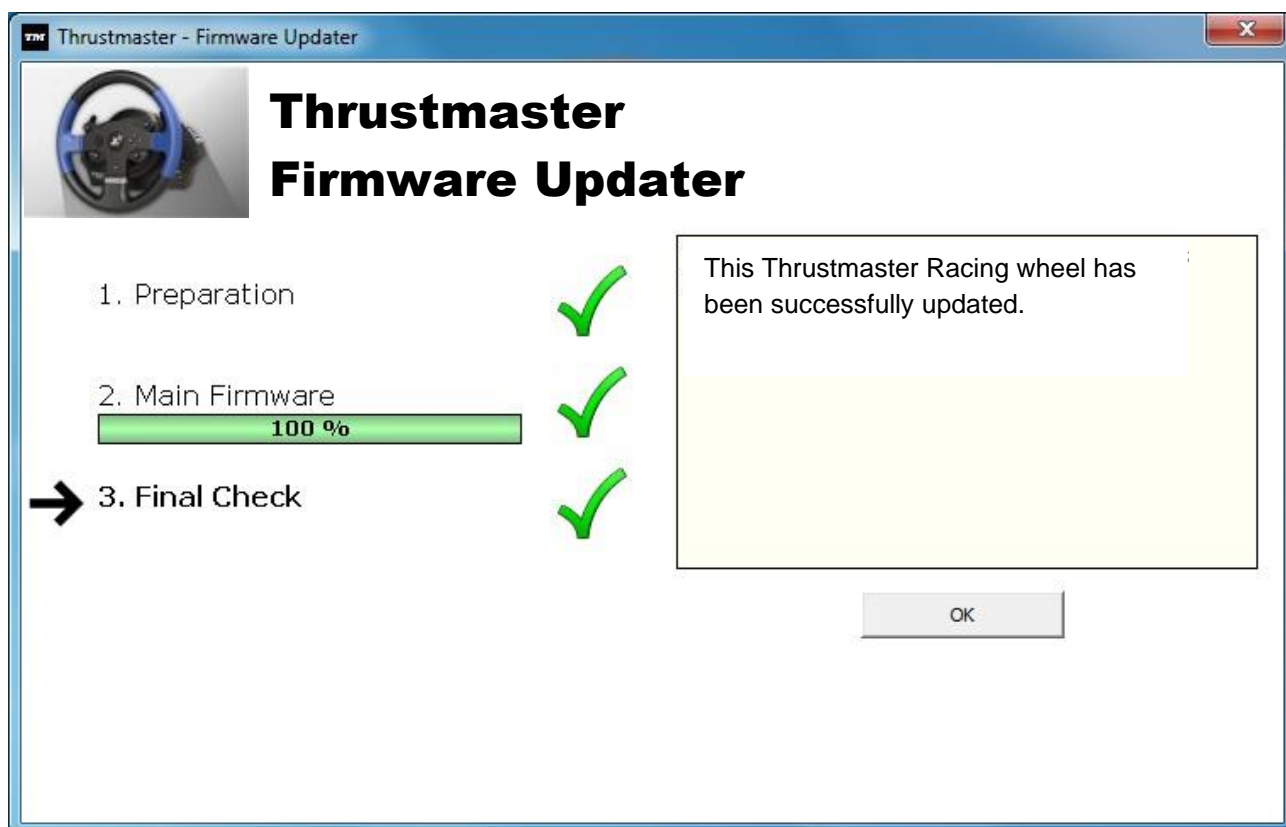 Thrustmaster - Firmware Updater
Thrustmaster
Firmware Updater
1. Preparation
2. Main Firmware
100 %
3. Final Check
This Thrustmaster Racing wheel has
been successfully updated.
OK